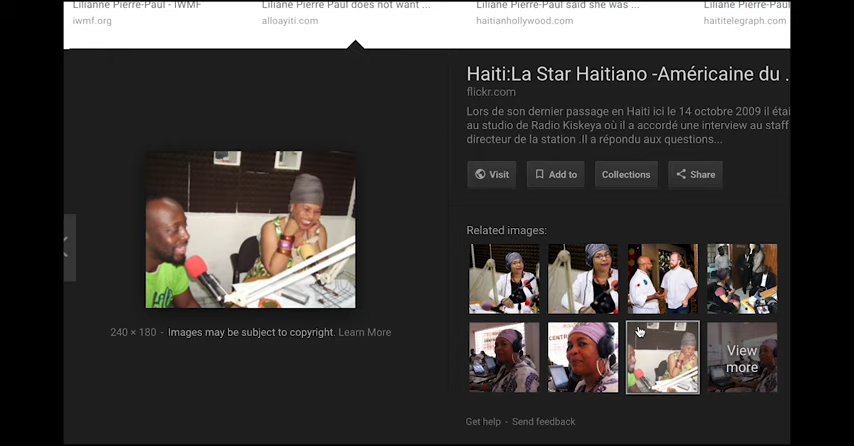 Lilianne Pierre-Paul - IWMF
Liliane Pierre Paul does not want ...
Liliane Pierre-Paul said she was ...
Liliane Pierre-Paul
iwmf.org
alloayiti.com
haitianhollywood.com
haititelegraph.com
Haiti:La Star Haitiano -Américaine du .
flickr.com
Lors de son dernier passage en Haiti ici le 14 octobre 2009 il étai
au studio de Radio Kiskeya où il a accordé une interview au staff
directeur de la station .Il a répondu aux questions...
Visit
Add to
Collections
Share
Related images:
View
more
240 × 180 - Images may be subject to copyright. Learn More
Get help - Send feedback